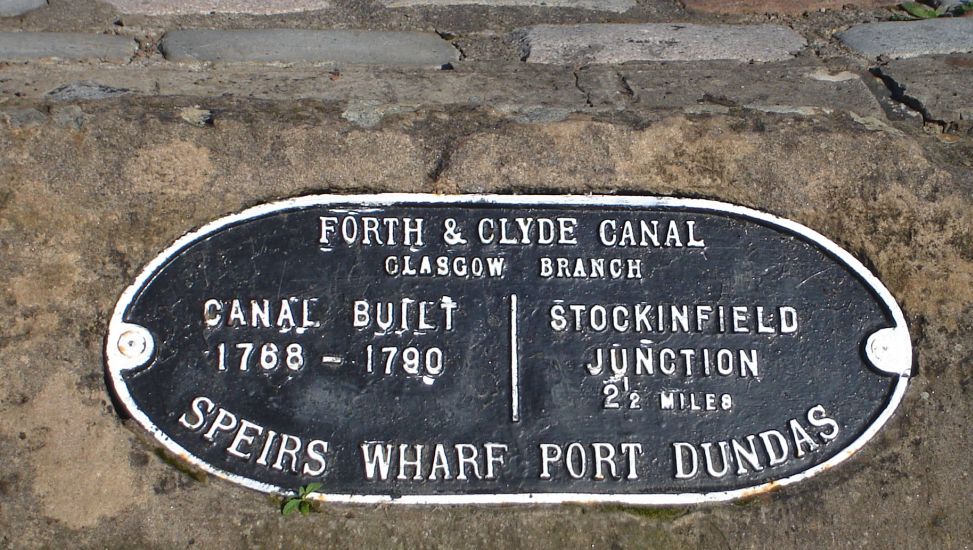 FORTH & CLYDE CANAL
GLASGOW BRANCH
CANAL BUILT
1768 - 1790
STOCKINFIELD
JUNCTION
2½ MILES
SPEIRS WHARF PORT DUNDAS